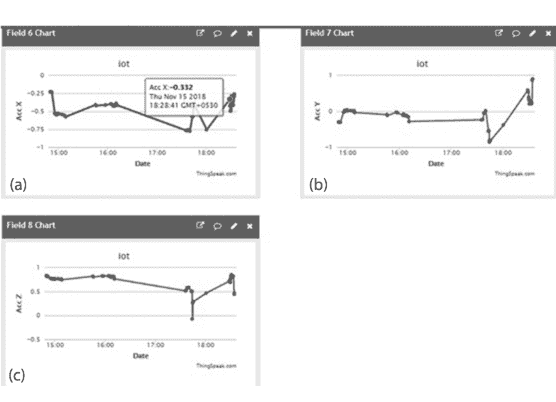 Field 6 Chart
iot
0
-0.25
-0.5
-0.75
-1
Acc X
Acc X:-0.332
Thu Nov 15 2018
18:28:41 GMT+0530
15:00 16:00 17:00 18:00
Date
ThingSpeak.com
(a)
Field 7 Chart
iot
1
0
-1
Acc Y
15:00 16:00 17:00 18:00
Date
ThingSpeak.com
(b)
Field 8 Chart
iot
1
0.5
0
-0.5
Acc Z
15:00 16:00 17:00 18:00
Date
ThingSpeak.com
(c)